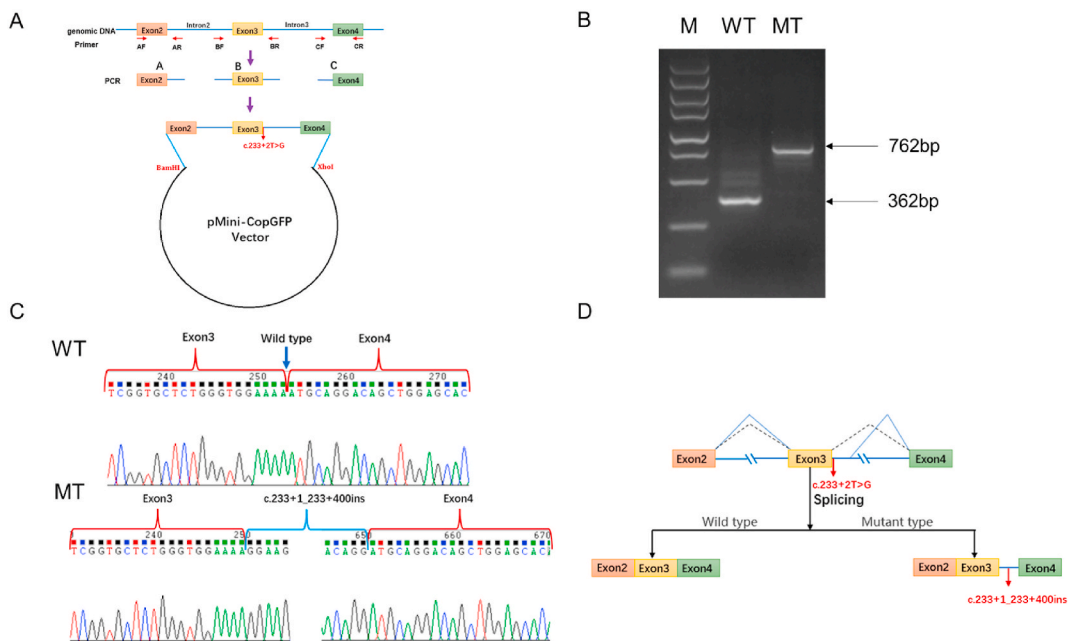 A
genomic DNA
Exon2
Intron2
Exon3
Intron3
Exon4
Primer
AF
AR
BF
BR
CF
CR
A
B
C
PCR
Exon2
Exon3
Exon4
Exon2
Exon3
Exon4
c.233+2T>G
BamHI
XhoI
pMini-CopGFP
Vector
B
M WT MT
762bp
362bp
C
WT
Exon3
Wild type
Exon4
240 250 260 270
TCGGTGCTCTGGGTGGAAAAATGCAGGACAGCTGGAGCAC
MT
Exon3
c.233+1_233+400ins
Exon4
240 250
650 660 670
TCGGTGCTCTGGGTGGAAAAGGAAG
ACAGGATGCAGGACAGCTGGAGCAC
D
Exon2
Exon3
Exon4
c.233+2T>G
Splicing
Wild type
Mutant type
Exon2 Exon3 Exon4
Exon2 Exon3 Exon4
c.233+1_233+400ins